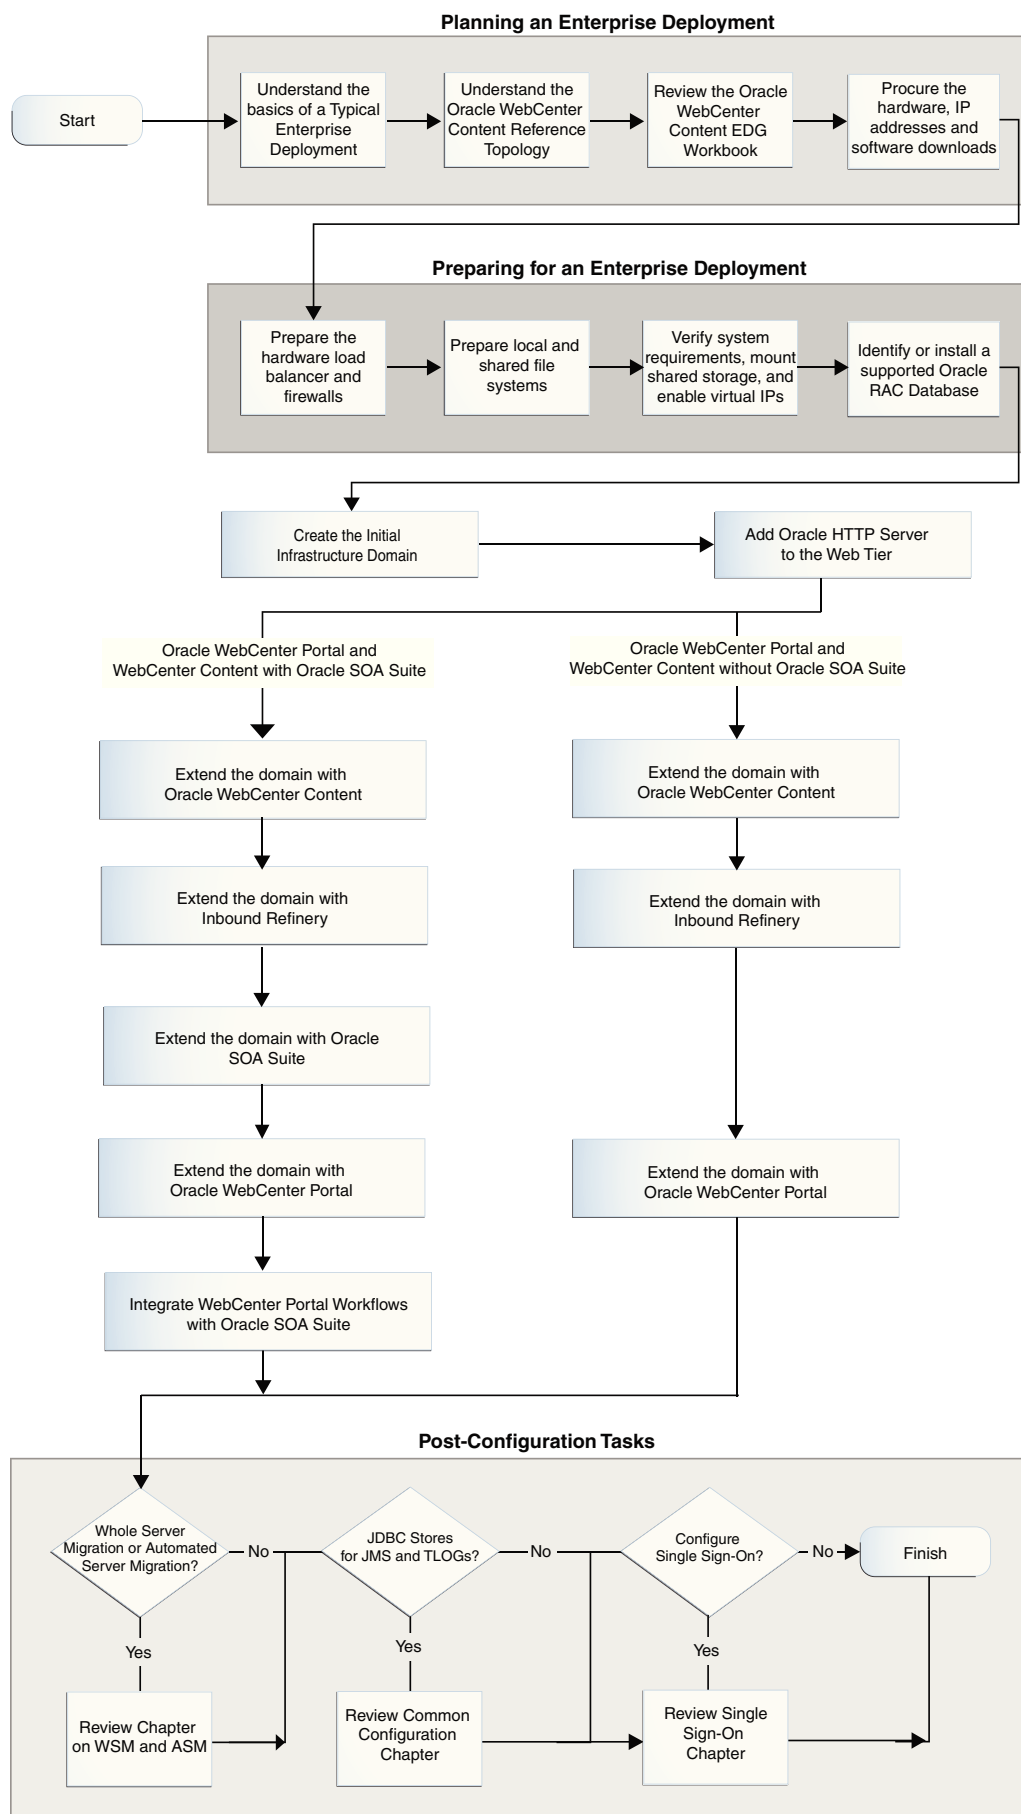 Planning an Enterprise Deployment
Start
Understand the
basics of a Typical
Enterprise
Deployment
Understand the
Oracle WebCenter
Content Reference
Topology
Review the Oracle
WebCenter
Content EDG
Workbook
Procure the
hardware, IP
addresses and
software downloads
Preparing for an Enterprise Deployment
Prepare the
hardware load
balancer and
firewalls
Prepare local and
shared file
systems
Verify system
requirements, mount
shared storage, and
enable virtual IPs
Identify or install a
supported Oracle
RAC Database
Create the Initial
Infrastructure Domain
Add Oracle HTTP Server
to the Web Tier
Oracle WebCenter Portal and
WebCenter Content with Oracle SOA Suite
Oracle WebCenter Portal and
WebCenter Content without Oracle SOA Suite
Extend the domain with
Oracle WebCenter Content
Extend the domain with
Oracle WebCenter Content
Extend the domain with
Inbound Refinery
Extend the domain with
Inbound Refinery
Extend the domain with Oracle
SOA Suite
Extend the domain with
Oracle WebCenter Portal
Extend the domain with
Oracle WebCenter Portal
Integrate WebCenter Portal Workflows
with Oracle SOA Suite
Post-Configuration Tasks
Whole Server
Migration or Automated
Server Migration?
No
JDBC Stores
for JMS and TLOGs?
No
Configure
Single Sign-On?
No
Finish
Yes
Yes
Yes
Review Chapter
on WSM and ASM
Review Common
Configuration
Chapter
Review Single
Sign-On
Chapter